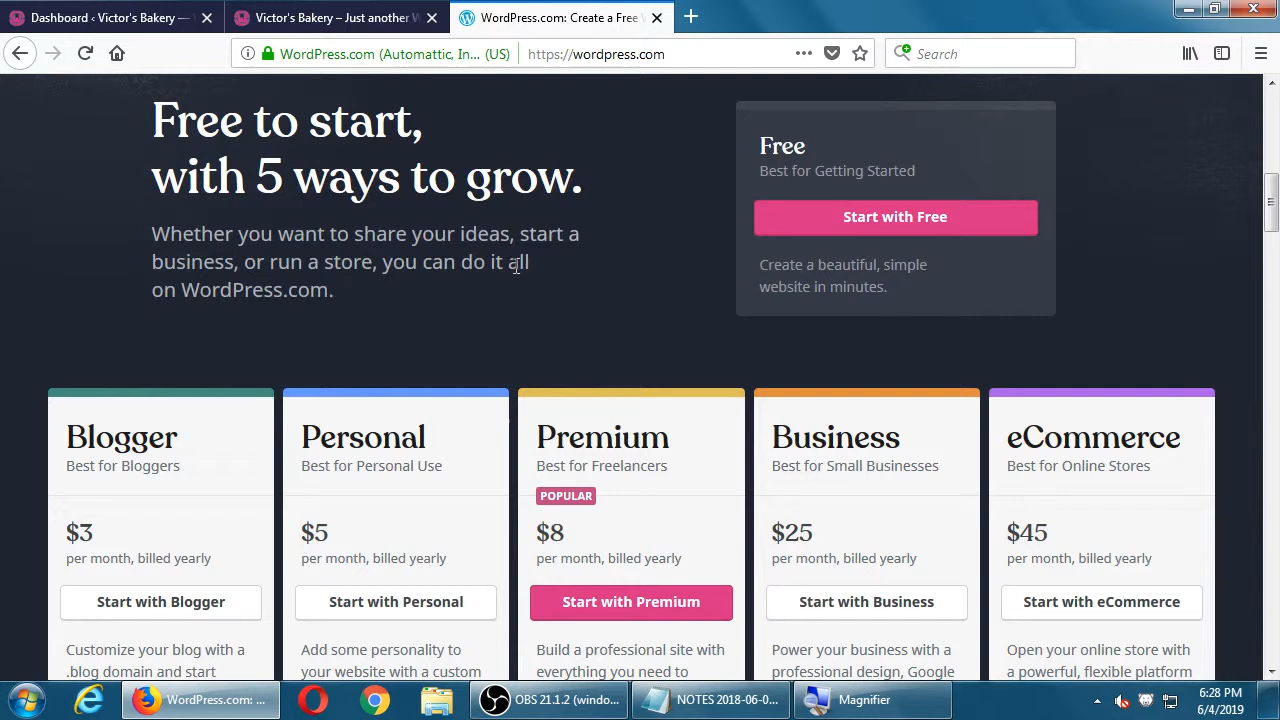 Dashboard ‹ Victor's Bakery —
Victor's Bakery – Just another W
WordPress.com: Create a Free
WordPress.com (Automattic, In... (US)
https://wordpress.com
Search
Free to start,
with 5 ways to grow.
Whether you want to share your ideas, start a
business, or run a store, you can do it all
on WordPress.com.
Free
Best for Getting Started
Start with Free
Create a beautiful, simple
website in minutes.
Blogger
Best for Bloggers
$3
per month, billed yearly
Start with Blogger
Customize your blog with a
.blog domain and start
Personal
Best for Personal Use
$5
per month, billed yearly
Start with Personal
Add some personality to
your website with a custom
Premium
Best for Freelancers
POPULAR
$8
per month, billed yearly
Start with Premium
Build a professional site with
everything you need to
Business
Best for Small Businesses
$25
per month, billed yearly
Start with Business
Power your business with a
professional design, Google
eCommerce
Best for Online Stores
$45
per month, billed yearly
Start with eCommerce
Open your online store with
a powerful, flexible platform
WordPress.com: ...
OBS 21.1.2 (windo...
NOTES 2018-06-0...
Magnifier
6:28 PM
6/4/2019